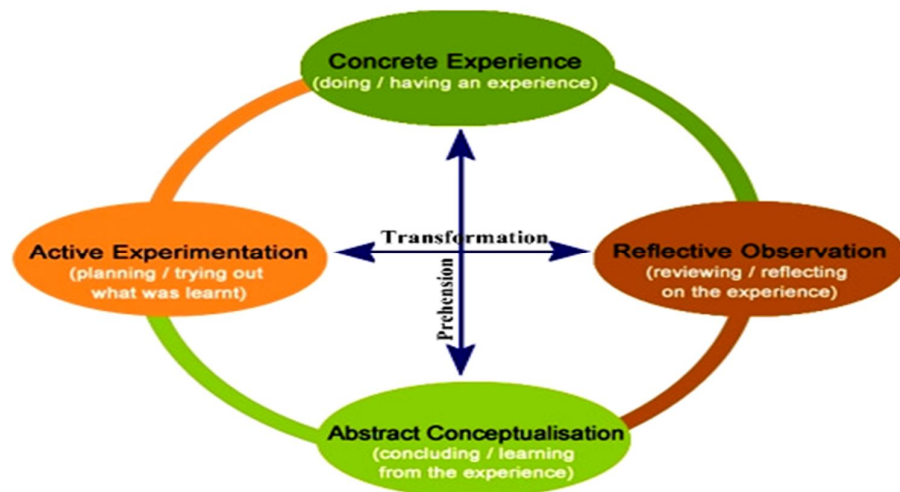 Concrete Experience
(doing / having an experience)
Active Experimentation
(planning / trying out
what was learnt)
Transformation
Prehension
Reflective Observation
(reviewing / reflecting
on the experience)
Abstract Conceptualisation
(concluding / learning
from the experience)